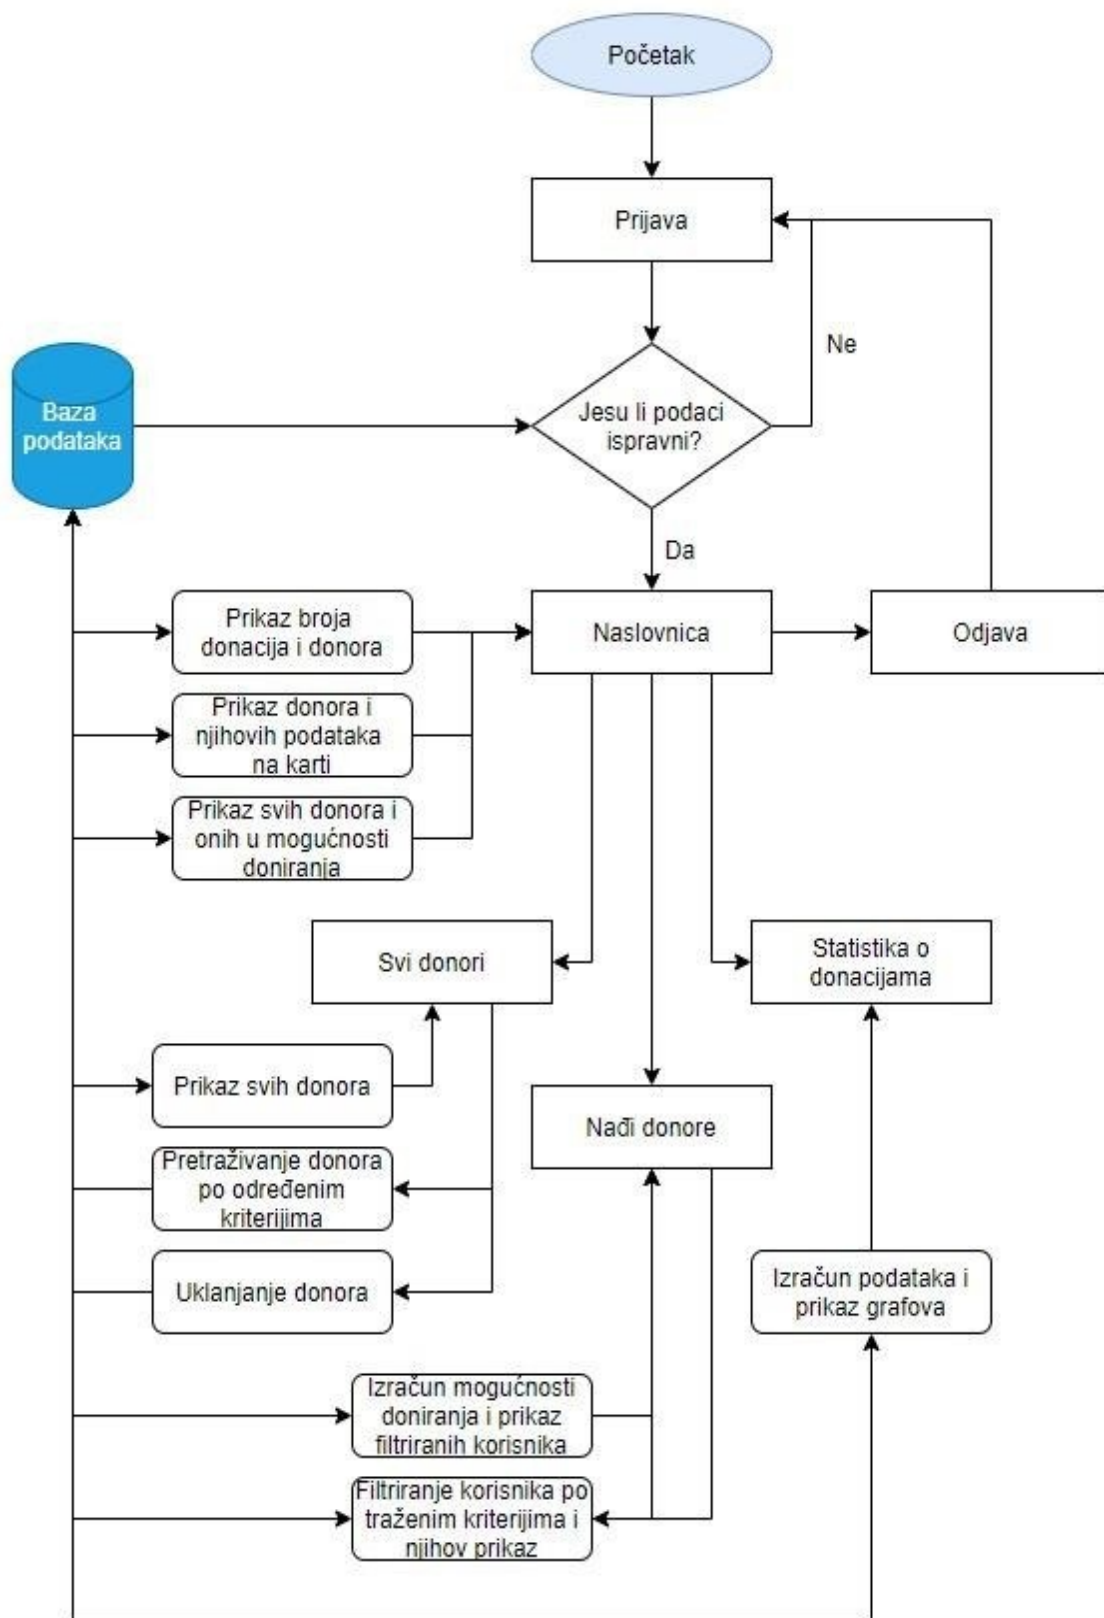 Početak
Prijava
Ne
Jesu li podaci
ispravni?
Baza
podataka
Da
Prikaz broja
donacija i donora
Naslovnica
Odjava
Prikaz donora i
njihovih podataka
na karti
Prikaz svih donora i
onih u mogućnosti
doniranja
Svi donori
Statistika o
donacijama
Prikaz svih donora
Nađi donore
Pretraživanje donora
po određenim
kriterijima
Uklanjanje donora
Izračun podataka i
prikaz grafova
Izračun mogućnosti
doniranja i prikaz
filtriranih korisnika
Filtriranje korisnika po
traženim kriterijima i
njihov prikaz